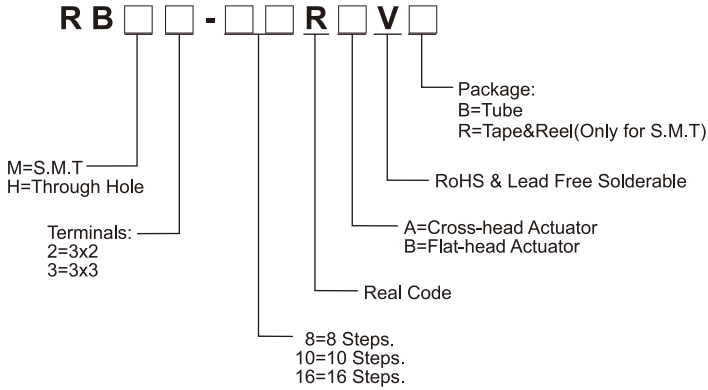 RB□□-□□R□V□
Package:
B=Tube
R=Tape&Reel(Only for S.M.T)
M=S.M.T
H=Through Hole
RoHS & Lead Free Solderable
Terminals:
2=3x2
3=3x3
A=Cross-head Actuator
B=Flat-head Actuator
Real Code
8=8 Steps.
10=10 Steps.
16=16 Steps.